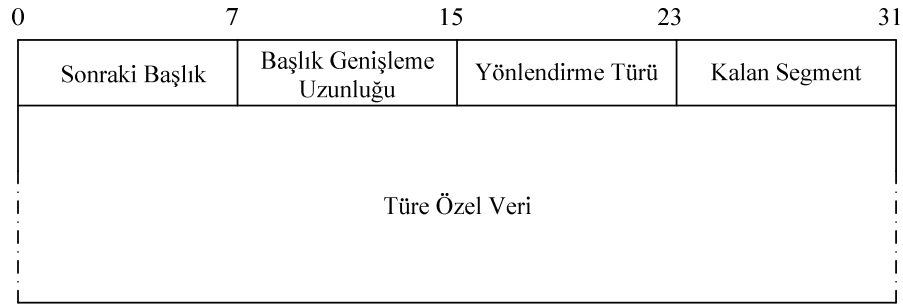 0 7 15 23 31
Sonraki Başlık
Başlık Genişleme
Uzunluğu
Yönlendirme Türü
Kalan Segment
Türe Özel Veri